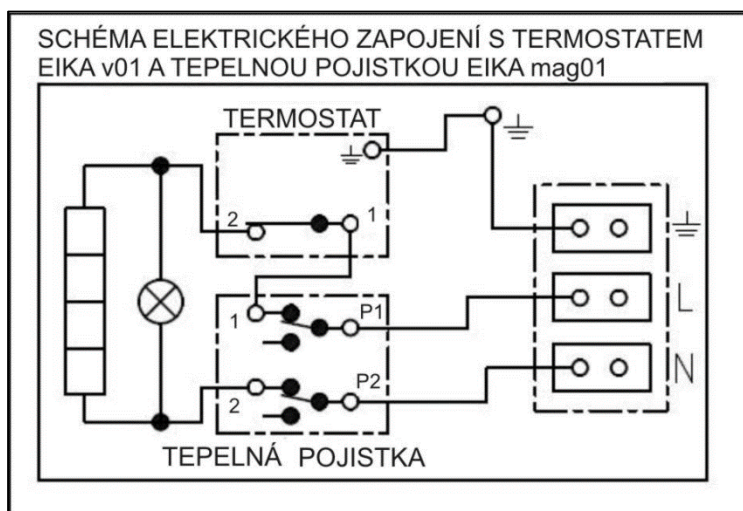 SCHÉMA ELEKTRICKÉHO ZAPOJENÍ S TERMOSTATEM
EIKA v01 A TEPELNOU POJISTKOU EIKA mag01
TERMOSTAT
2 1
1 P1
L
2 P2
N
TEPELNÁ POJISTKA